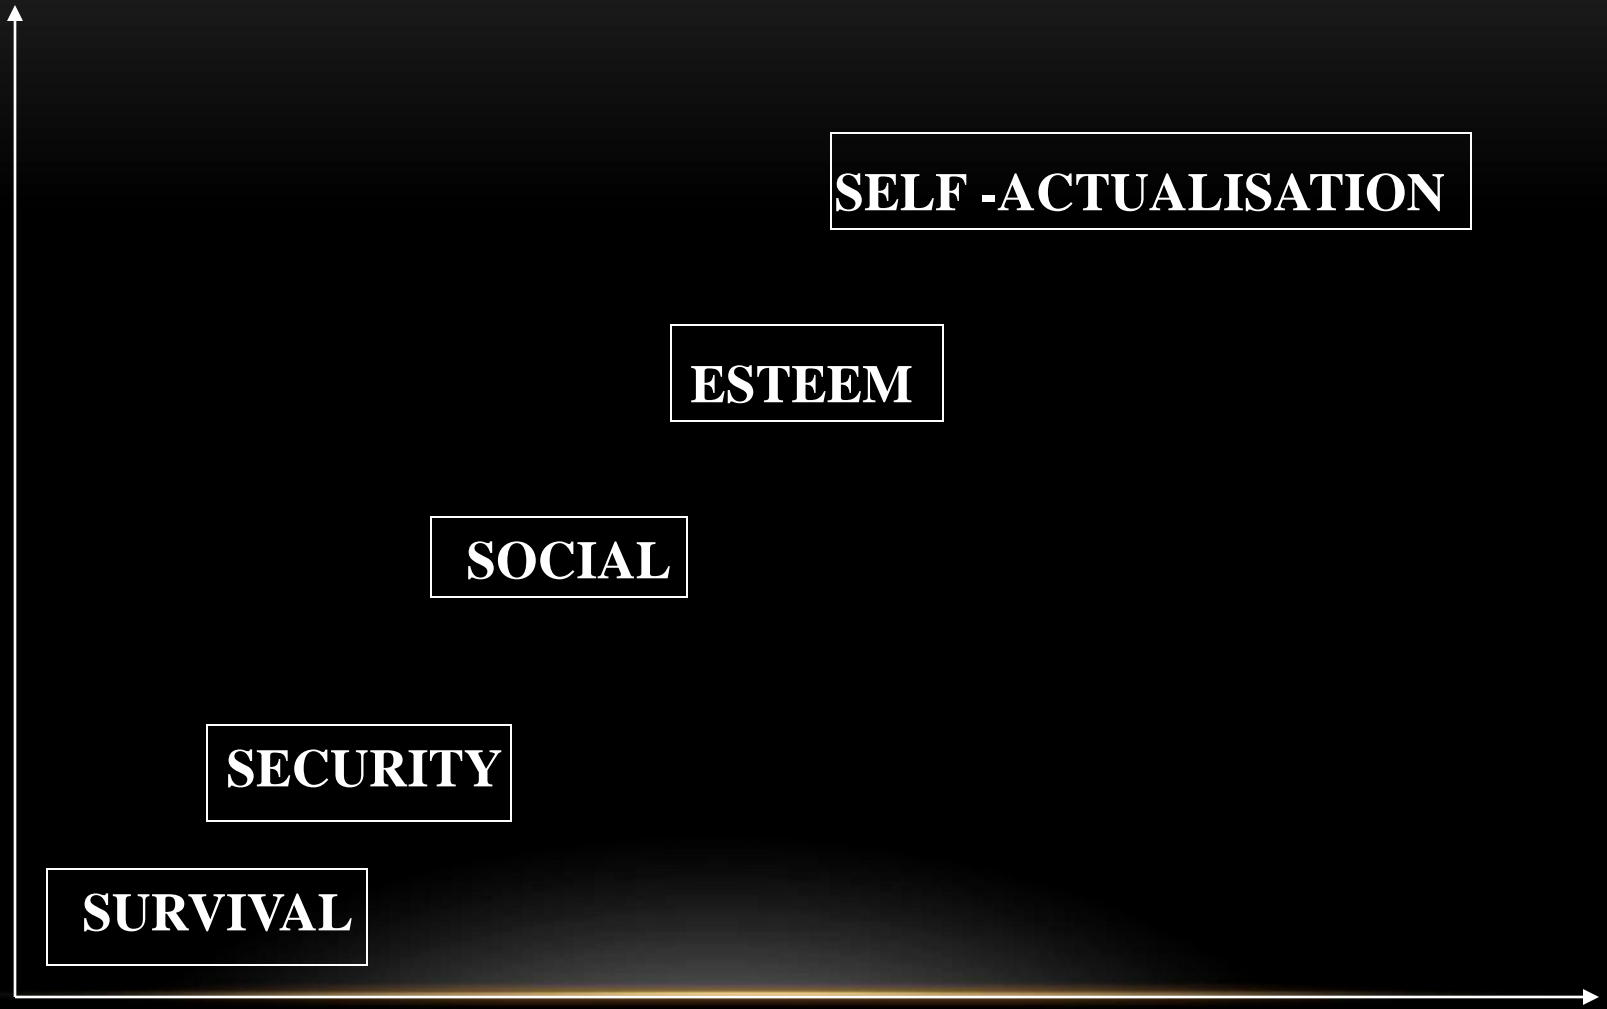 SELF -ACTUALISATION
ESTEEM
SOCIAL
SECURITY
SURVIVAL